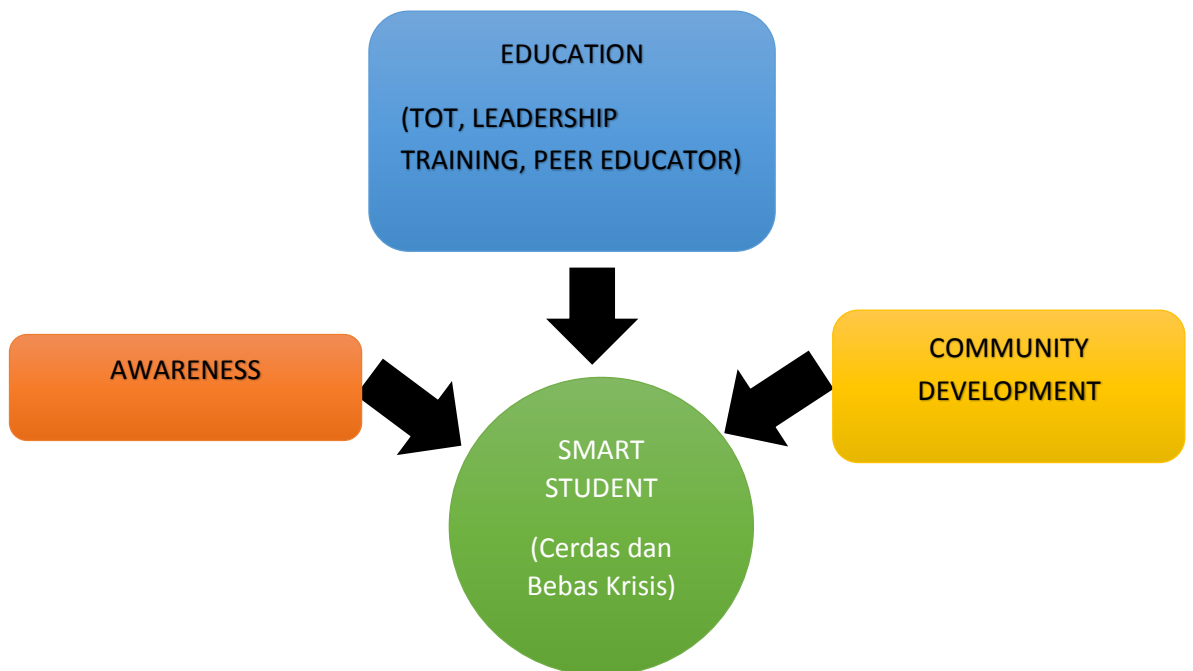 EDUCATION
(TOT, LEADERSHIP
TRAINING, PEER EDUCATOR)
AWARENESS
COMMUNITY
DEVELOPMENT
SMART
STUDENT
(Cerdas dan
Bebas Krisis)